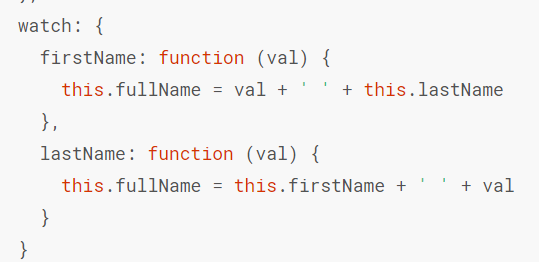 watch: {
firstName: function (val) {
this.fullName = val + ' ' + this.lastName
},
lastName: function (val) {
this.fullName = this.firstName + ' ' + val
}
}